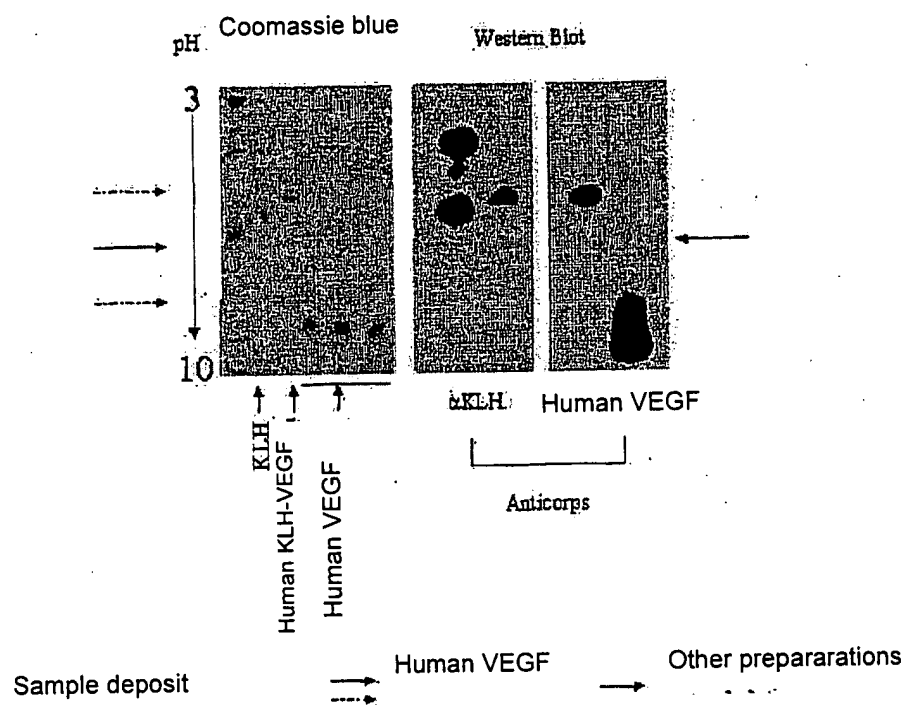 Coomassie blue
pH
Western Blot
3
10
KLH
Human KLH-VEGF
Human VEGF
αKLH
Human VEGF
Anticorps
Sample deposit
Human VEGF
Other prepararations